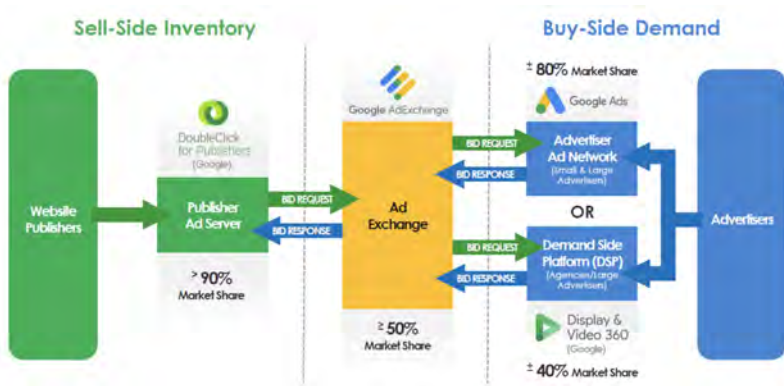 Sell-Side Inventory
Buy-Side Demand
Website
Publishers
DoubleClick
for Publishers
(Google)
Publisher
Ad Server
> 90%
Market Share
BID REQUEST
BID RESPONSE
Google AdExchange
Ad
Exchange
≥ 50%
Market Share
BID REQUEST
BID RESPONSE
BID REQUEST
BID RESPONSE
± 80% Market Share
Google Ads
Advertiser
Ad Network
(Small & Large
Advertisers)
OR
Demand Side
Platform (DSP)
(Agencies/Large
Advertisers)
Display &
Video 360
(Google)
± 40% Market Share
Advertisers